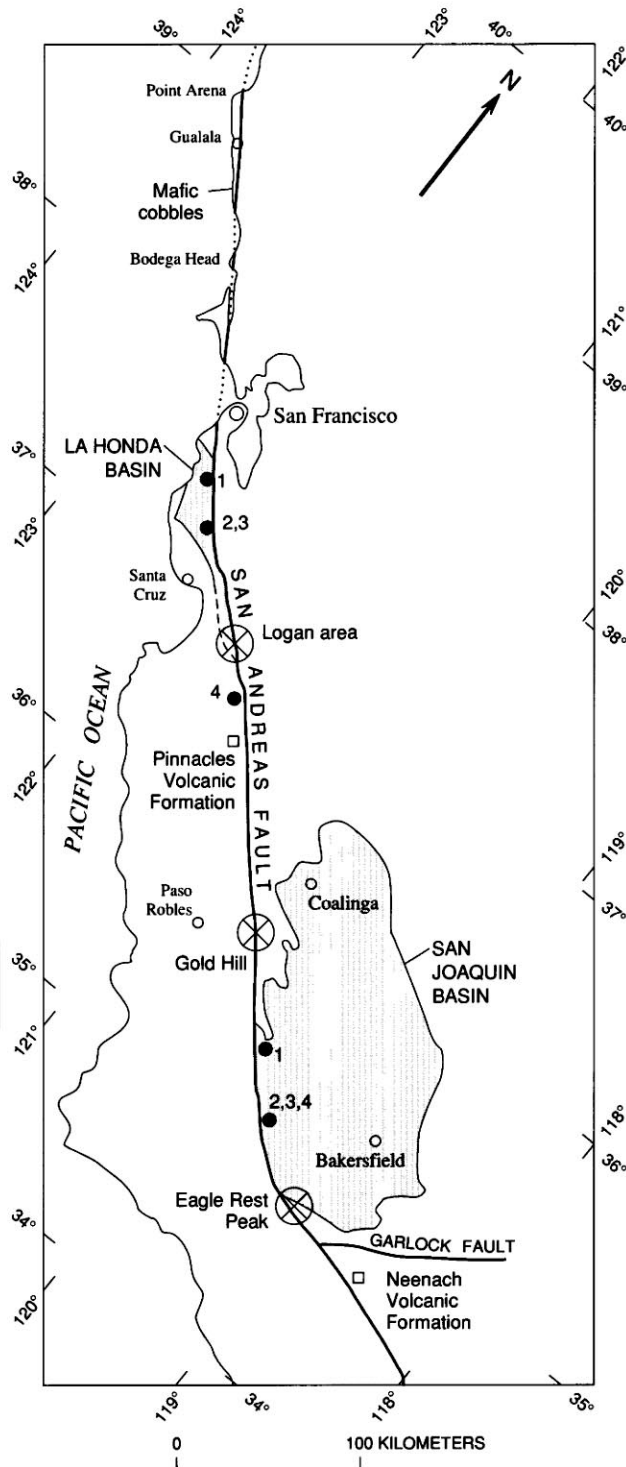 39°
124°
123°
40°
122°
40°
N
Point Arena
Gualala
Mafic
cobbles
38°
Bodega Head
124°
121°
39°
San Francisco
LA HONDA
BASIN
37°
1
123°
2,3
Santa
Cruz
120°
38°
SAN ANDREAS FAULT
Logan area
4
36°
PACIFIC OCEAN
122°
Pinnacles
Volcanic
Formation
119°
37°
Coalinga
Paso
Robles
Gold Hill
SAN
JOAQUIN
BASIN
35°
121°
1
2,3,4
118°
36°
Bakersfield
Eagle Rest
Peak
34°
GARLOCK FAULT
120°
Neenach
Volcanic
Formation
119°
34°
118°
35°
0
100 KILOMETERS